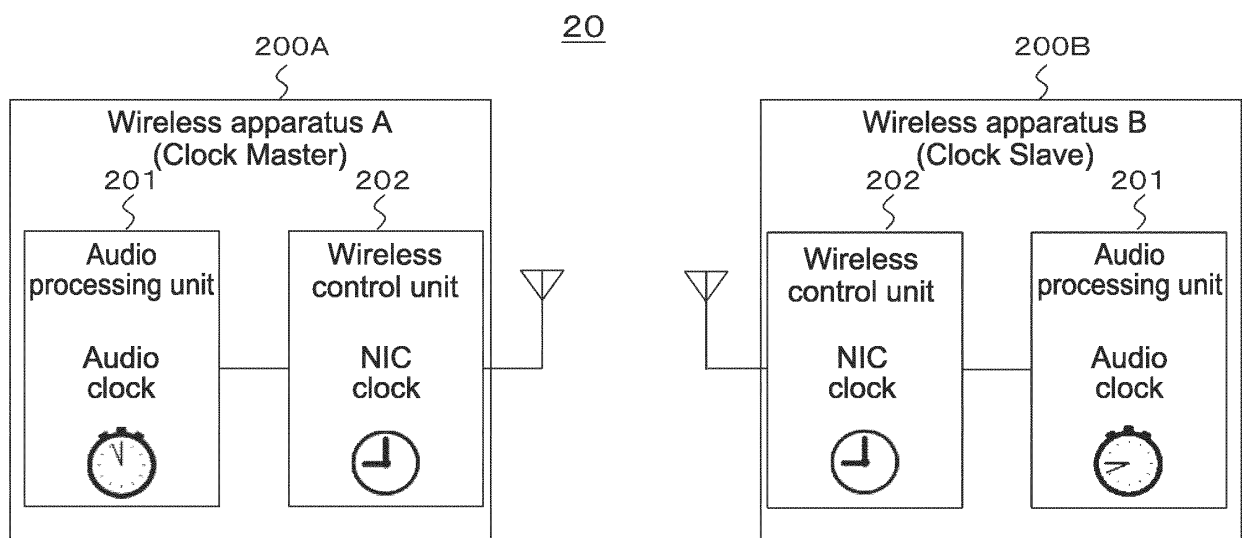 20
200A
Wireless apparatus A
(Clock Master)
201
202
Audio
processing unit
Audio
clock
Wireless
control unit
NIC
clock
200B
Wireless apparatus B
(Clock Slave)
202
201
Wireless
control unit
NIC
clock
Audio
processing unit
Audio
clock